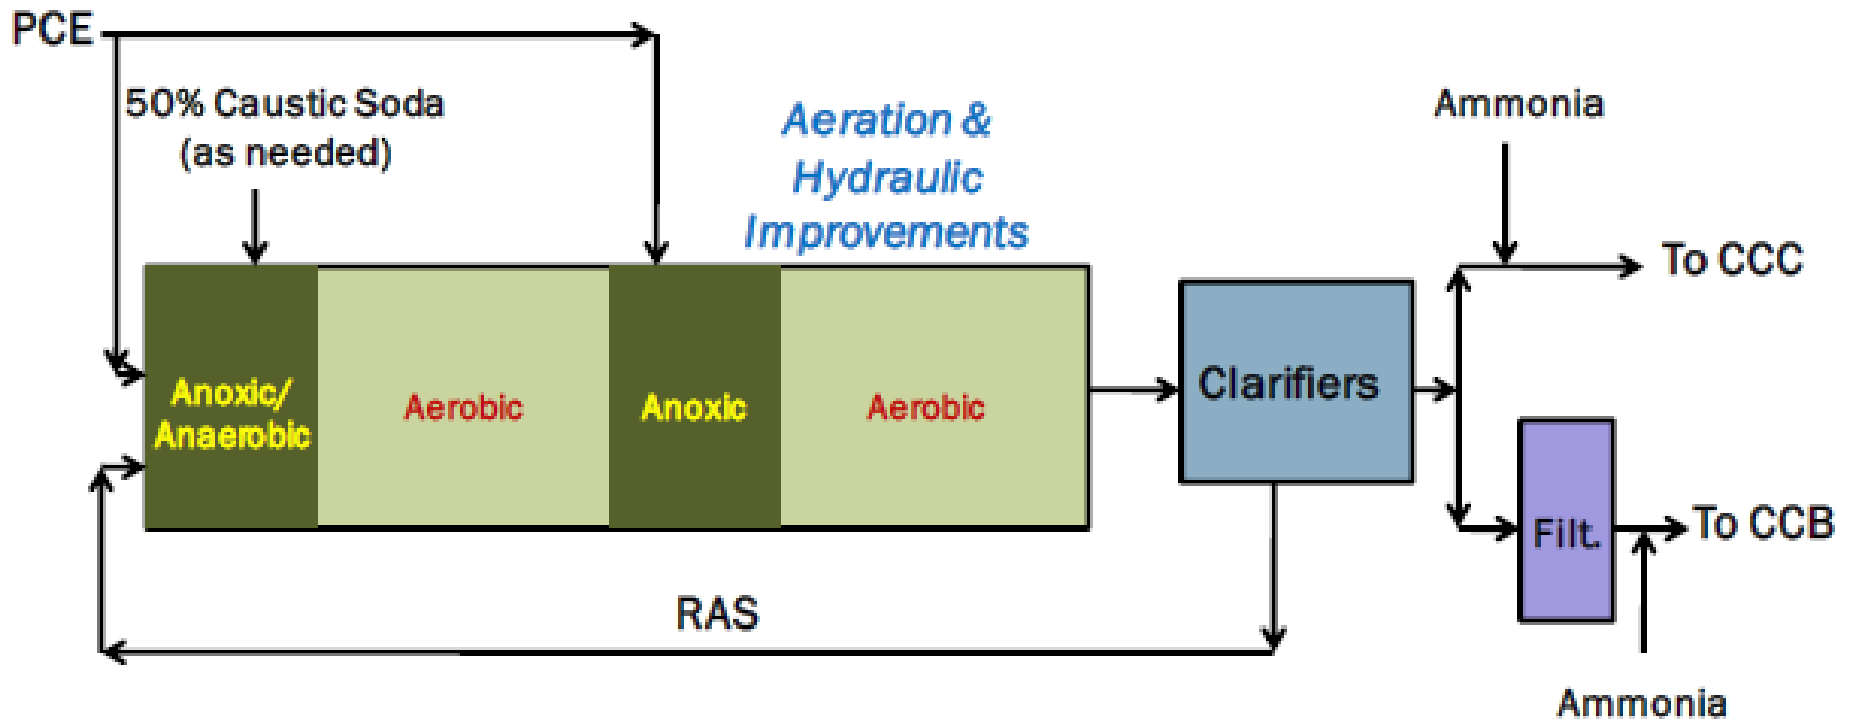 PCE
50% Caustic Soda
(as needed)
Aeration &
Hydraulic
Improvements
Ammonia
To CCC
Anoxic/
Anaerobic
Aerobic
Anoxic
Aerobic
Clarifiers
Filt.
To CCB
RAS
Ammonia